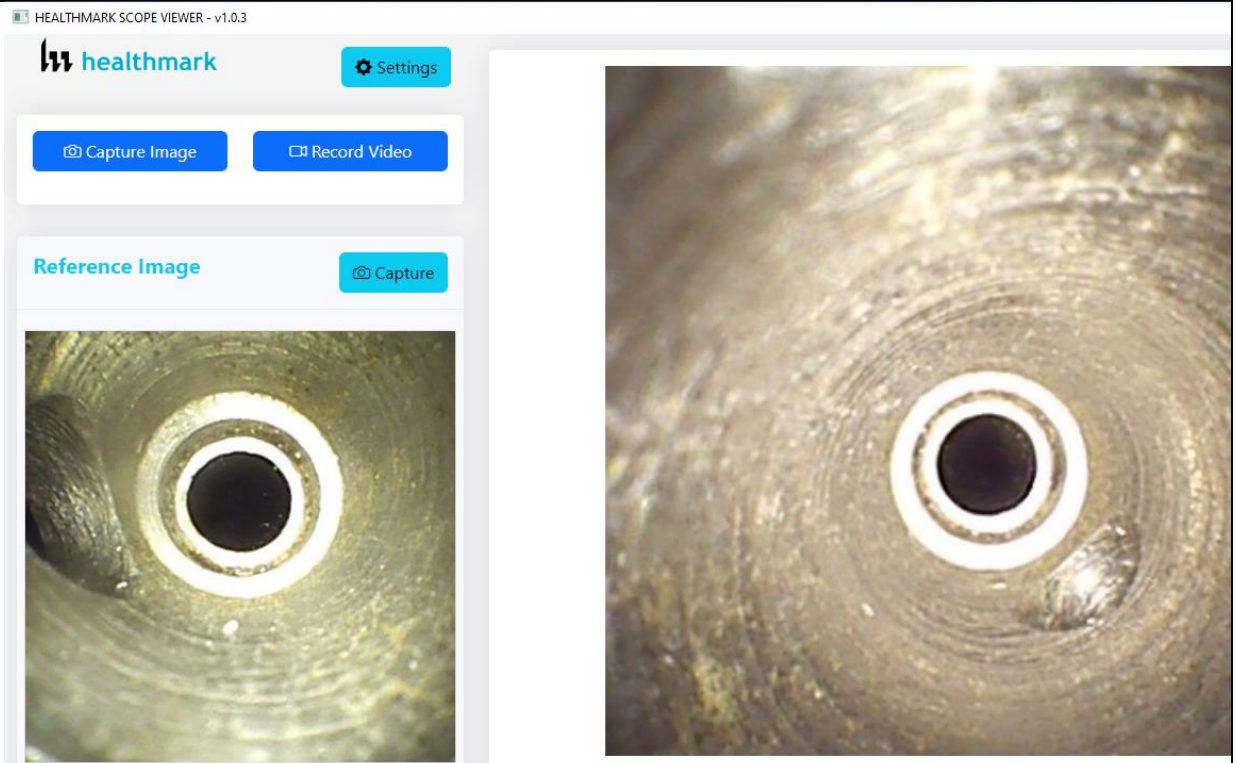 HEALTHMARK SCOPE VIEWER - v1.0.3
healthmark
Settings
Capture Image
Record Video
Reference Image
Capture